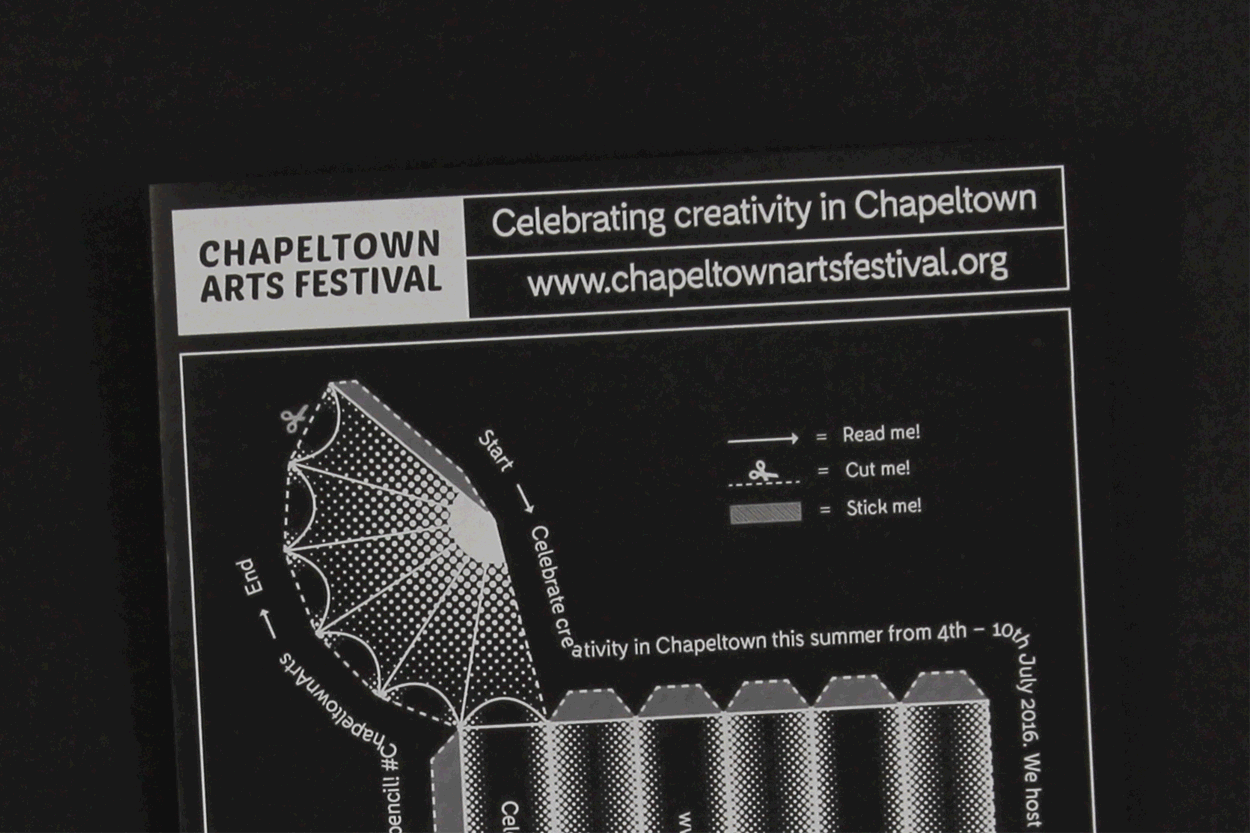 CHAPELTOWN
ARTS FESTIVAL
Celebrating creativity in Chapeltown
www.chapeltownartsfestival.org
= Read me!
= Cut me!
= Stick me!
Start → Celebrate creativity in Chapeltown this summer from 4th – 10th July 2016. We host
pencil! #ChapeltownArts → End